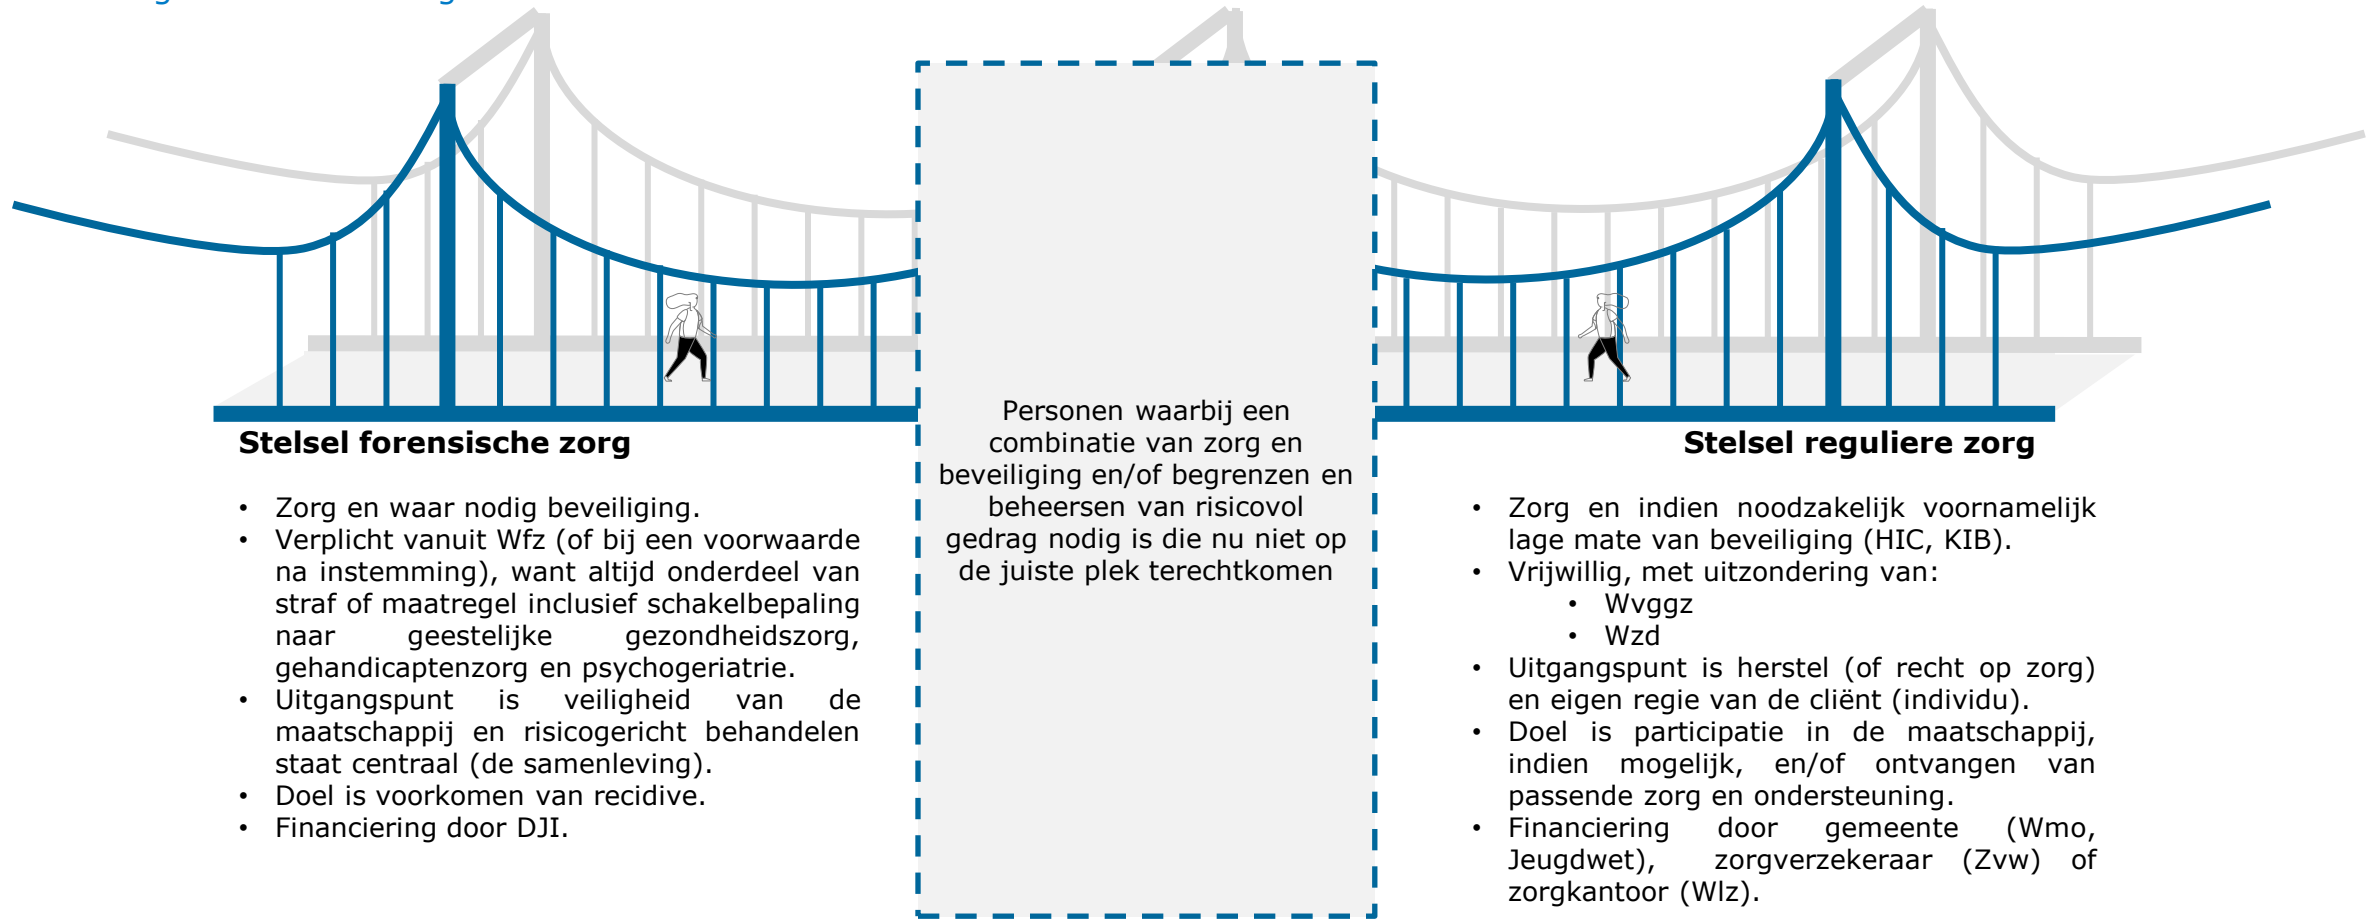 Stelsel forensische zorg
• Zorg en waar nodig beveiliging.
• Verplicht vanuit Wfz (of bij een voorwaarde
na instemming), want altijd onderdeel van
straf of maatregel inclusief schakelbepaling
naar geestelijke gezondheidszorg,
gehandicaptenzorg en psychogeriatrie.
• Uitgangspunt is veiligheid van de
maatschappij en risicogericht behandelen
staat centraal (de samenleving).
• Doel is voorkomen van recidive.
• Financiering door DJI.
Personen waarbij een
combinatie van zorg en
beveiliging en/of begrenzen en
beheersen van risicovol
gedrag nodig is die nu niet op
de juiste plek terechtkomen
Stelsel reguliere zorg
• Zorg en indien noodzakelijk voornamelijk
lage mate van beveiliging (HIC, KIB).
• Vrijwillig, met uitzondering van:
• Wvggz
• Wzd
• Uitgangspunt is herstel (of recht op zorg)
en eigen regie van de cliënt (individu).
• Doel is participatie in de maatschappij,
indien mogelijk, en/of ontvangen van
passende zorg en ondersteuning.
• Financiering door gemeente (Wmo,
Jeugdwet), zorgverzekeraar (Zvw) of
zorgkantoor (Wlz).